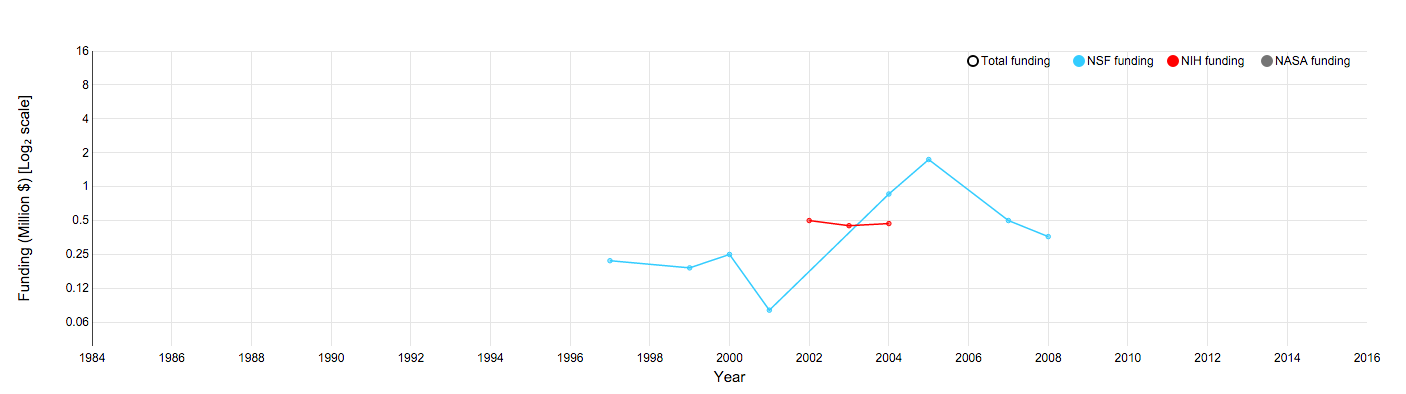 Total funding
NSF funding
NIH funding
NASA funding
Funding (Million $) [Log₂ scale]
16
8
4
2
1
0.5
0.25
0.12
0.06
1984 1986 1988 1990 1992 1994 1996 1998 2000 2002 2004 2006 2008 2010 2012 2014 2016
Year